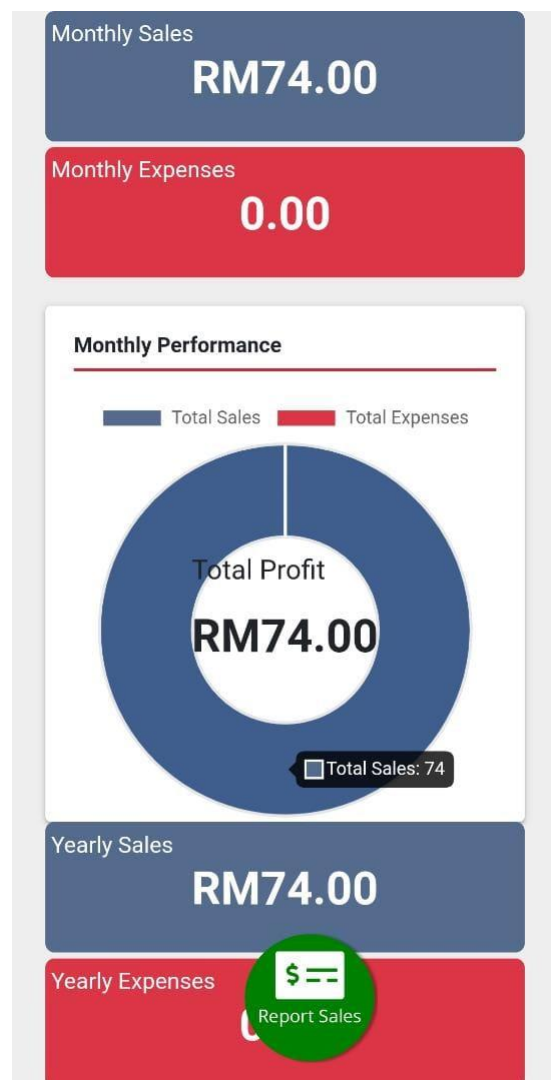 Monthly Sales
RM74.00
Monthly Expenses
0.00
Monthly Performance
Total Sales Total Expenses
Total Profit
RM74.00
Total Sales: 74
Yearly Sales
RM74.00
Yearly Expenses
$
Report Sales